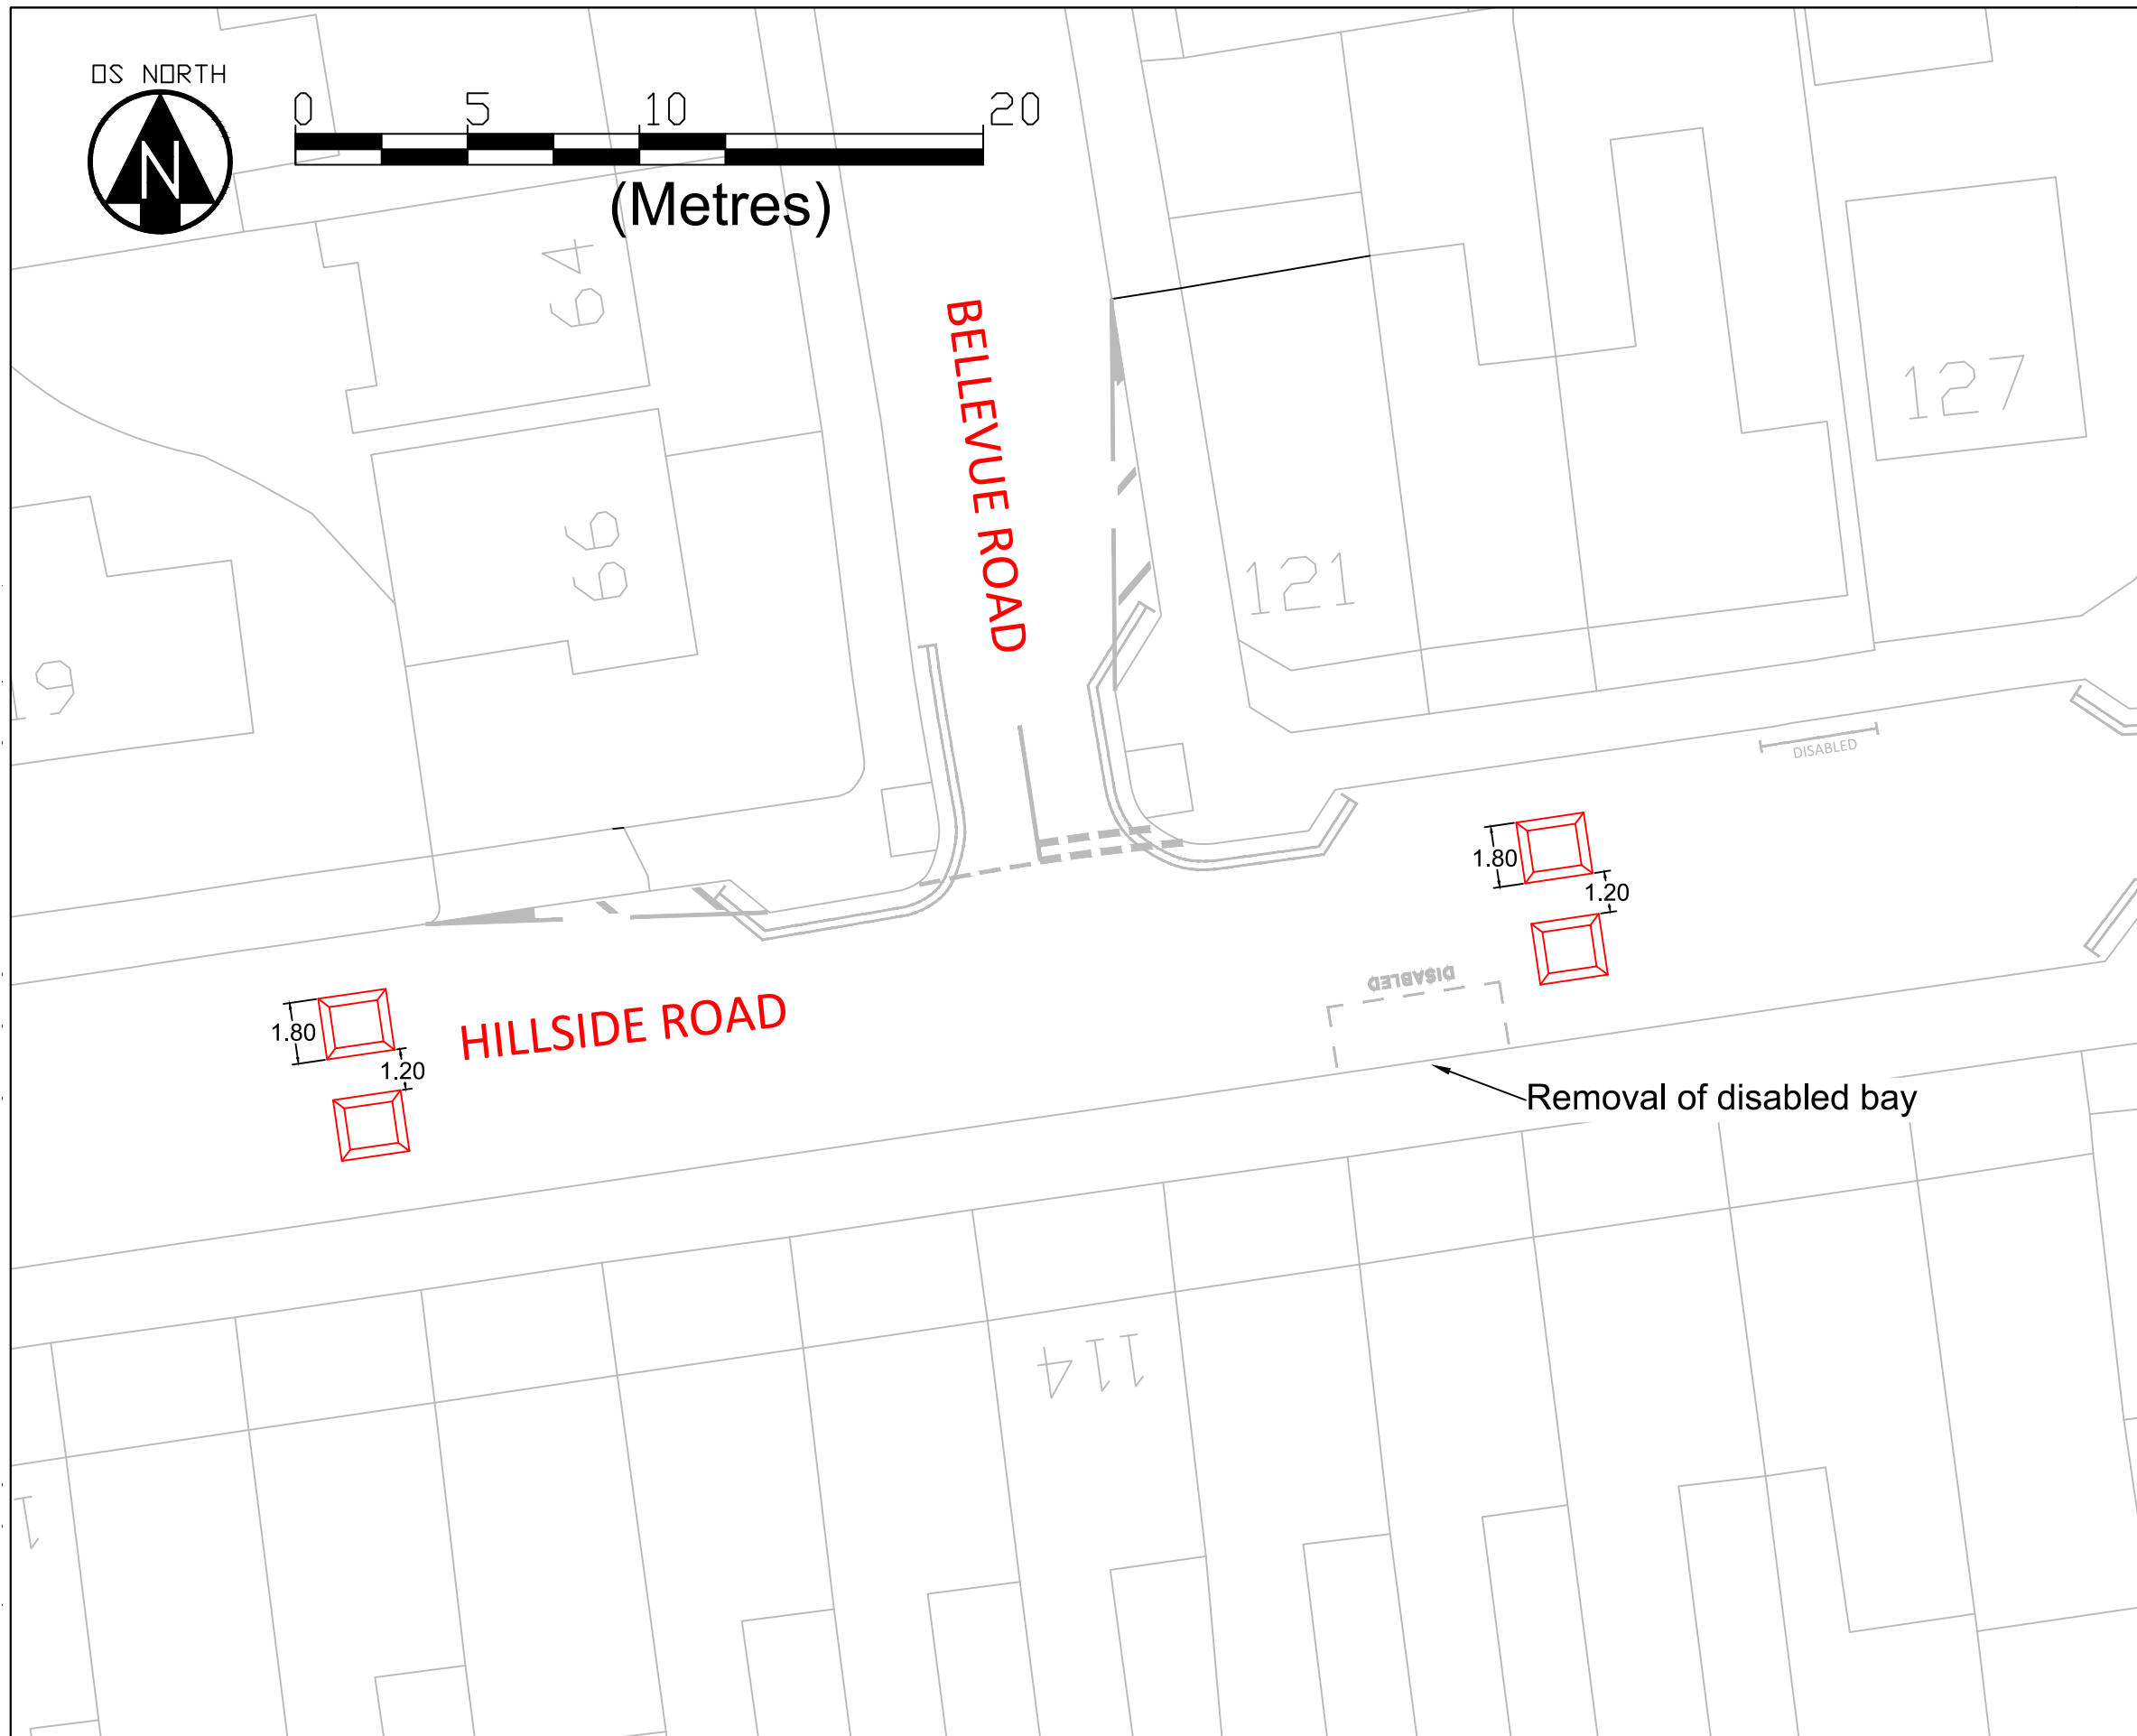 OS NORTH
N
0 5 10 20
(Metres)
64
66
BELLEVUE ROAD
127
121
19
DISABLED
1.80
1.20
DISABLED
HILLSIDE ROAD
1.80
1.20
Removal of disabled bay
114
1